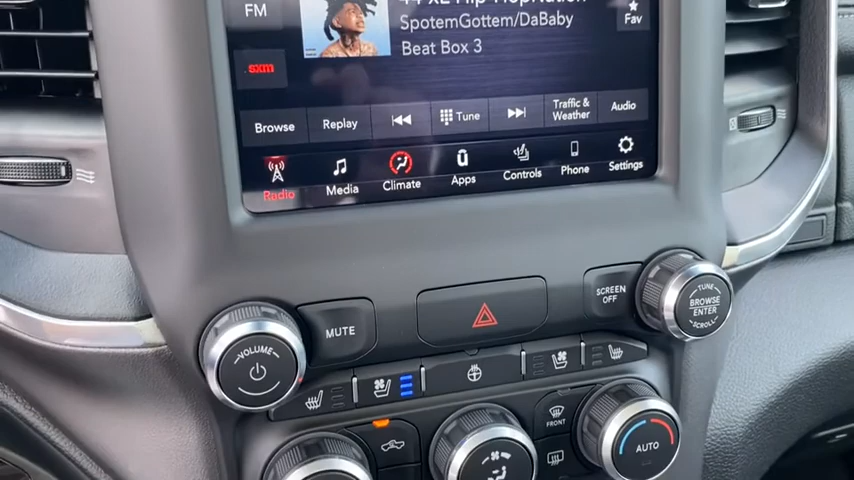 FM
SpotemGottem/DaBaby
Fav
Beat Box 3
sxm
Browse
Replay
Tune
Traffic &
Weather
Audio
Radio
Media
Climate
Apps
Controls
Phone
Settings
SCREEN
OFF
TUNE
BROWSE
ENTER
SCROLL
MUTE
VOLUME
FRONT
AUTO